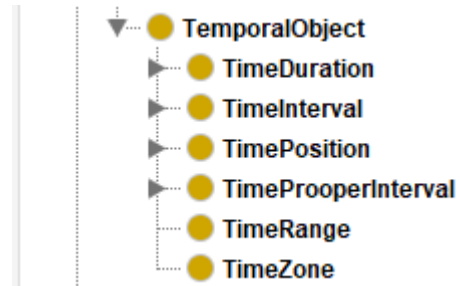 TemporalObject
TimeDuration
TimeInterval
TimePosition
TimeProoperInterval
TimeRange
TimeZone